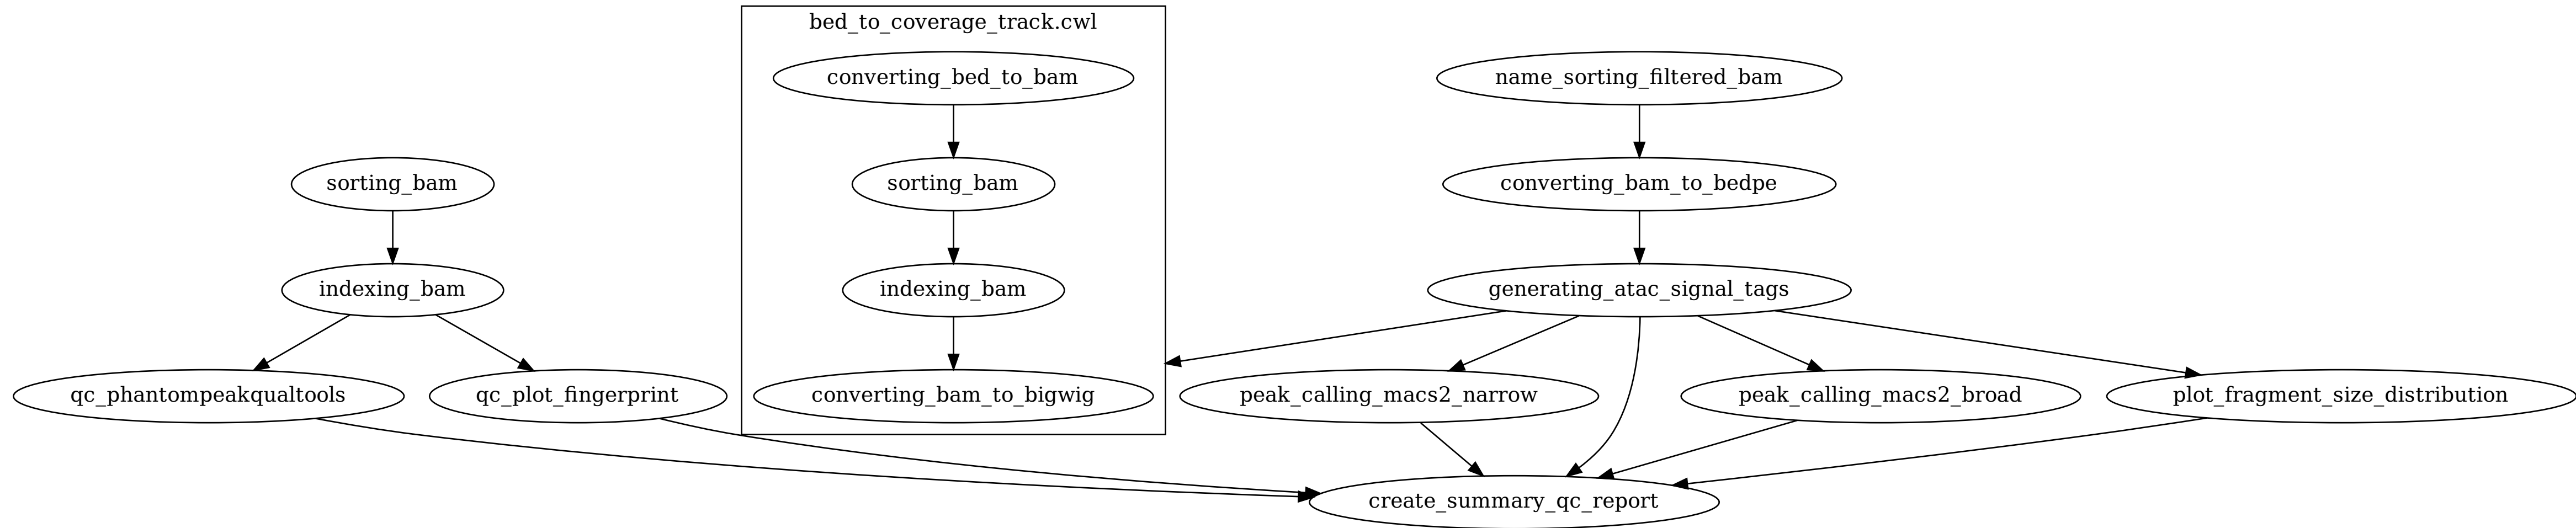 bed_to_coverage_track.cwl
converting_bed_to_bam
name_sorting_filtered_bam
sorting_bam
sorting_bam
converting_bam_to_bedpe
indexing_bam
indexing_bam
generating_atac_signal_tags
qc_phantompeakqualtools
qc_plot_fingerprint
converting_bam_to_bigwig
peak_calling_macs2_narrow
peak_calling_macs2_broad
plot_fragment_size_distribution
create_summary_qc_report